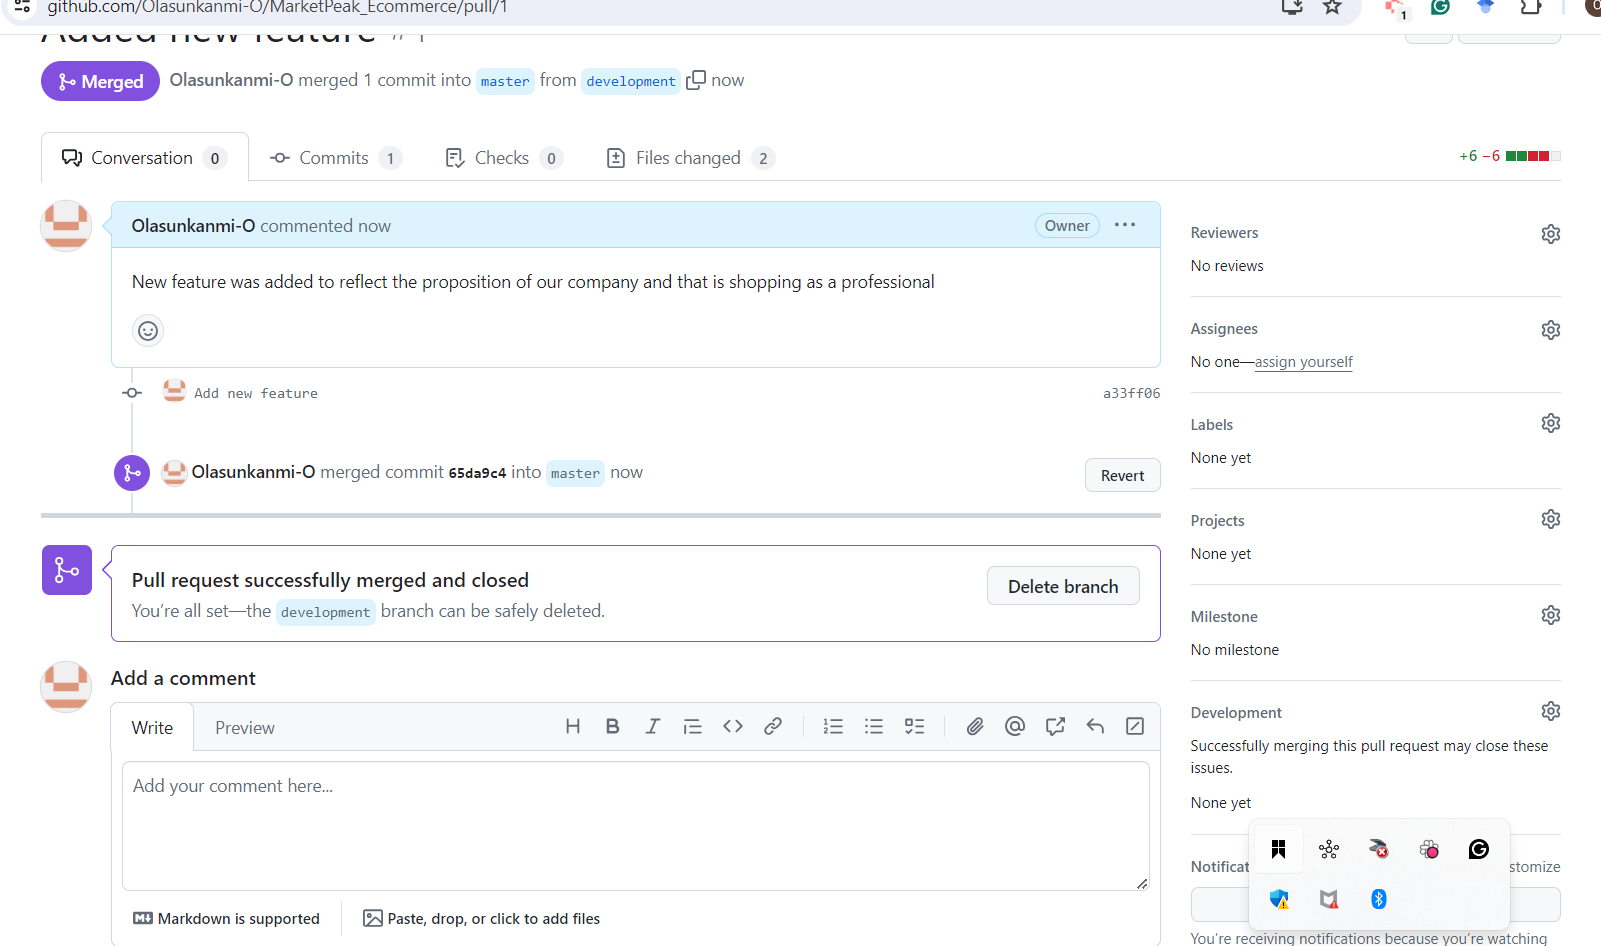 github.com/Olasunkanmi-O/MarketPeak_Ecommerce/pull/1
1
Added new feature #1
Merged
Olasunkanmi-O merged 1 commit into master from development now
Conversation 0
Commits 1
Checks 0
Files changed 2
+6 −6
Olasunkanmi-O commented now
Owner
New feature was added to reflect the proposition of our company and that is shopping as a professional
Add new feature
a33ff06
Olasunkanmi-O merged commit 65da9c4 into master now
Revert
Pull request successfully merged and closed
You’re all set—the development branch can be safely deleted.
Delete branch
Add a comment
Write
Preview
Add your comment here...
Markdown is supported
Paste, drop, or click to add files
Reviewers
No reviews
Assignees
No one—assign yourself
Labels
None yet
Projects
None yet
Milestone
No milestone
Development
Successfully merging this pull request may close these
issues.
None yet
Notificat
stomize
You’re receiving notifications because you’re watching